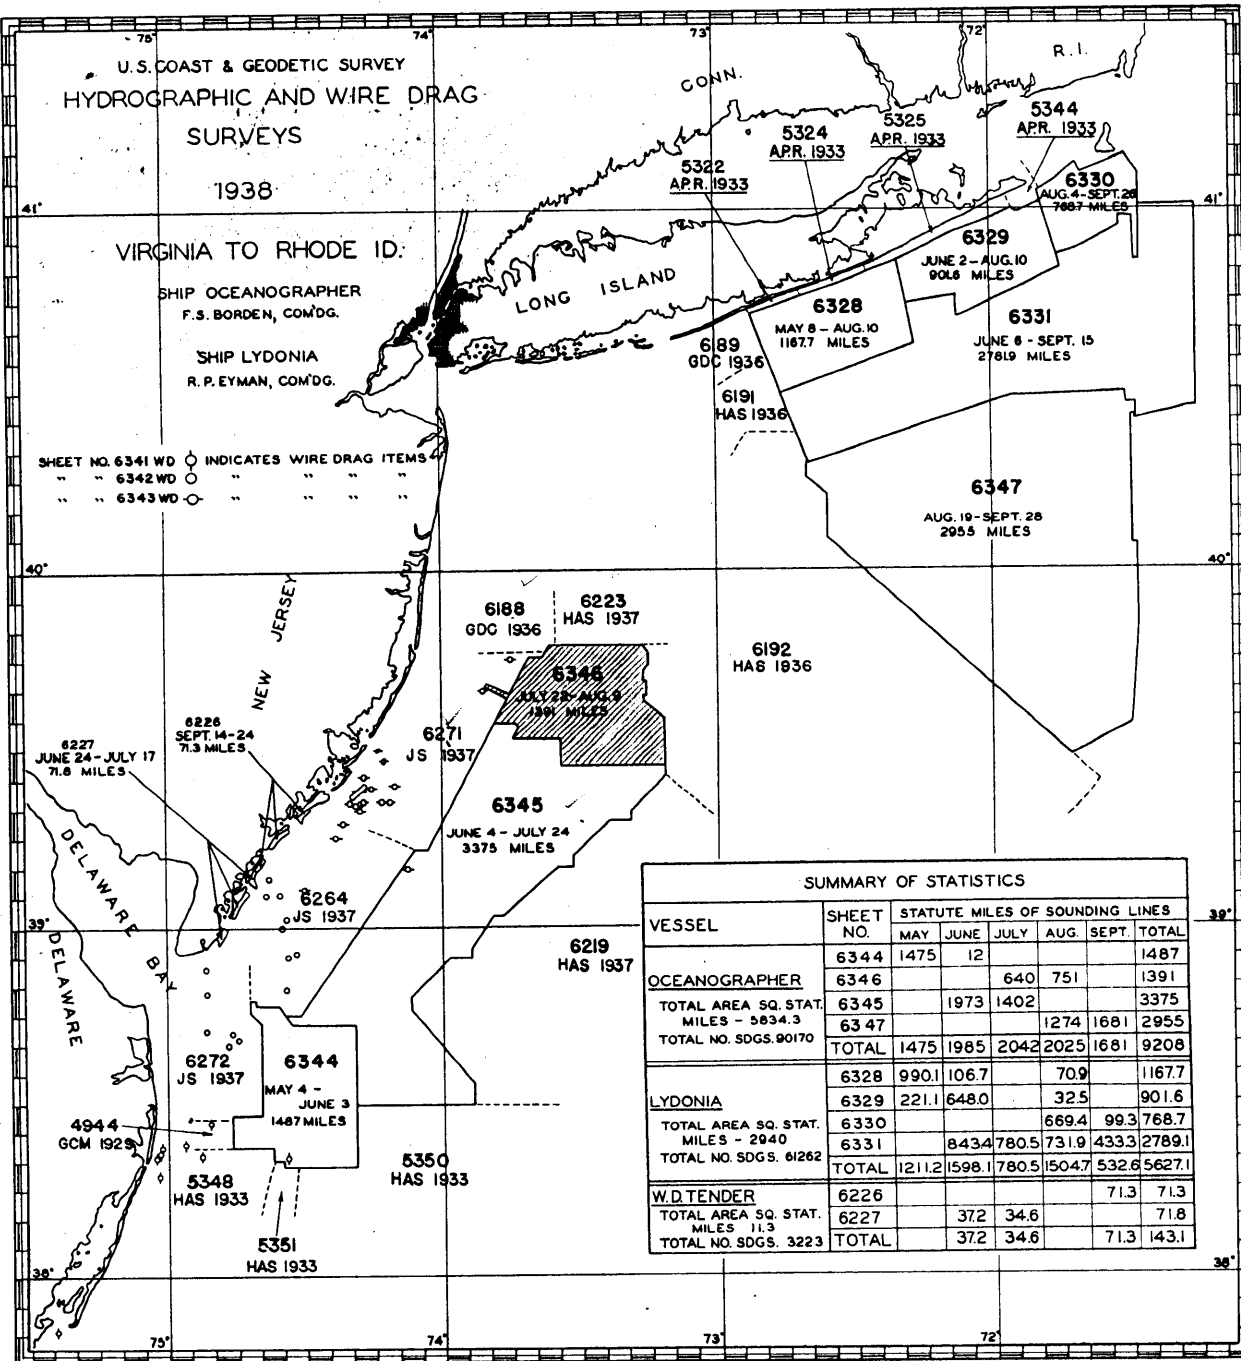 75° 74° 73° 72°
U.S. COAST & GEODETIC SURVEY
HYDROGRAPHIC AND WIRE DRAG
SURVEYS
1938
VIRGINIA TO RHODE ID.
SHIP OCEANOGRAPHER
F.S. BORDEN, COM'DG.
SHIP LYDONIA
R.P. EYMAN, COM'DG.
SHEET NO. 6341 WD INDICATES WIRE DRAG ITEMS
" " 6342 WD " " " "
" " 6343 WD " " " "
CONN.
R.I.
LONG ISLAND
5322
APR. 1933
5324
APR. 1933
5325
APR. 1933
5344
APR. 1933
6330
AUG. 4-SEPT. 26
768.7 MILES
41° 41°
6329
JUNE 2-AUG. 10
901.6 MILES
6328
MAY 8-AUG. 10
1167.7 MILES
6331
JUNE 6 - SEPT. 15
2781.9 MILES
6189
GDC 1936
6191
HAS 1936
6347
AUG. 19-SEPT. 28
2955 MILES
40° 40°
NEW JERSEY
6188
GDC 1936
6223
HAS 1937
6192
HAS 1936
6346
JULY 22-AUG. 9
1391 MILES
6271
JS 1937
6226
SEPT. 14-24
71.3 MILES
6227
JUNE 24-JULY 17
71.8 MILES
6345
JUNE 4 - JULY 24
3375 MILES
DELAWARE BAY
DELAWARE
6264
JS 1937
39° 39°
6219
HAS 1937
6272
JS 1937
6344
MAY 4 -
JUNE 3
1487 MILES
4944
GCM 1929
5348
HAS 1933
5350
HAS 1933
5351
HAS 1933
38° 38°
75° 74° 73° 72°
SUMMARY OF STATISTICS
VESSEL SHEET NO. STATUTE MILES OF SOUNDING LINES
MAY JUNE JULY AUG. SEPT. TOTAL
6344 1475 12 1487
OCEANOGRAPHER 6346 640 751 1391
TOTAL AREA SQ. STAT. 6345 1973 1402 3375
MILES - 5834.3 6347 1274 1681 2955
TOTAL NO. SDGS. 90170 TOTAL 1475 1985 2042 2025 1681 9208
6328 990.1 106.7 70.9 1167.7
LYDONIA 6329 221.1 648.0 32.5 901.6
TOTAL AREA SQ. STAT. 6330 669.4 99.3 768.7
MILES - 2940 6331 843.4 780.5 731.9 433.3 2789.1
TOTAL NO. SDGS. 61262 TOTAL 1211.2 1598.1 780.5 1504.7 532.6 5627.1
W.D. TENDER 6226 71.3 71.3
TOTAL AREA SQ. STAT. 6227 37.2 34.6 71.8
MILES 11.3
TOTAL NO. SDGS. 3223 TOTAL 37.2 34.6 71.3 143.1